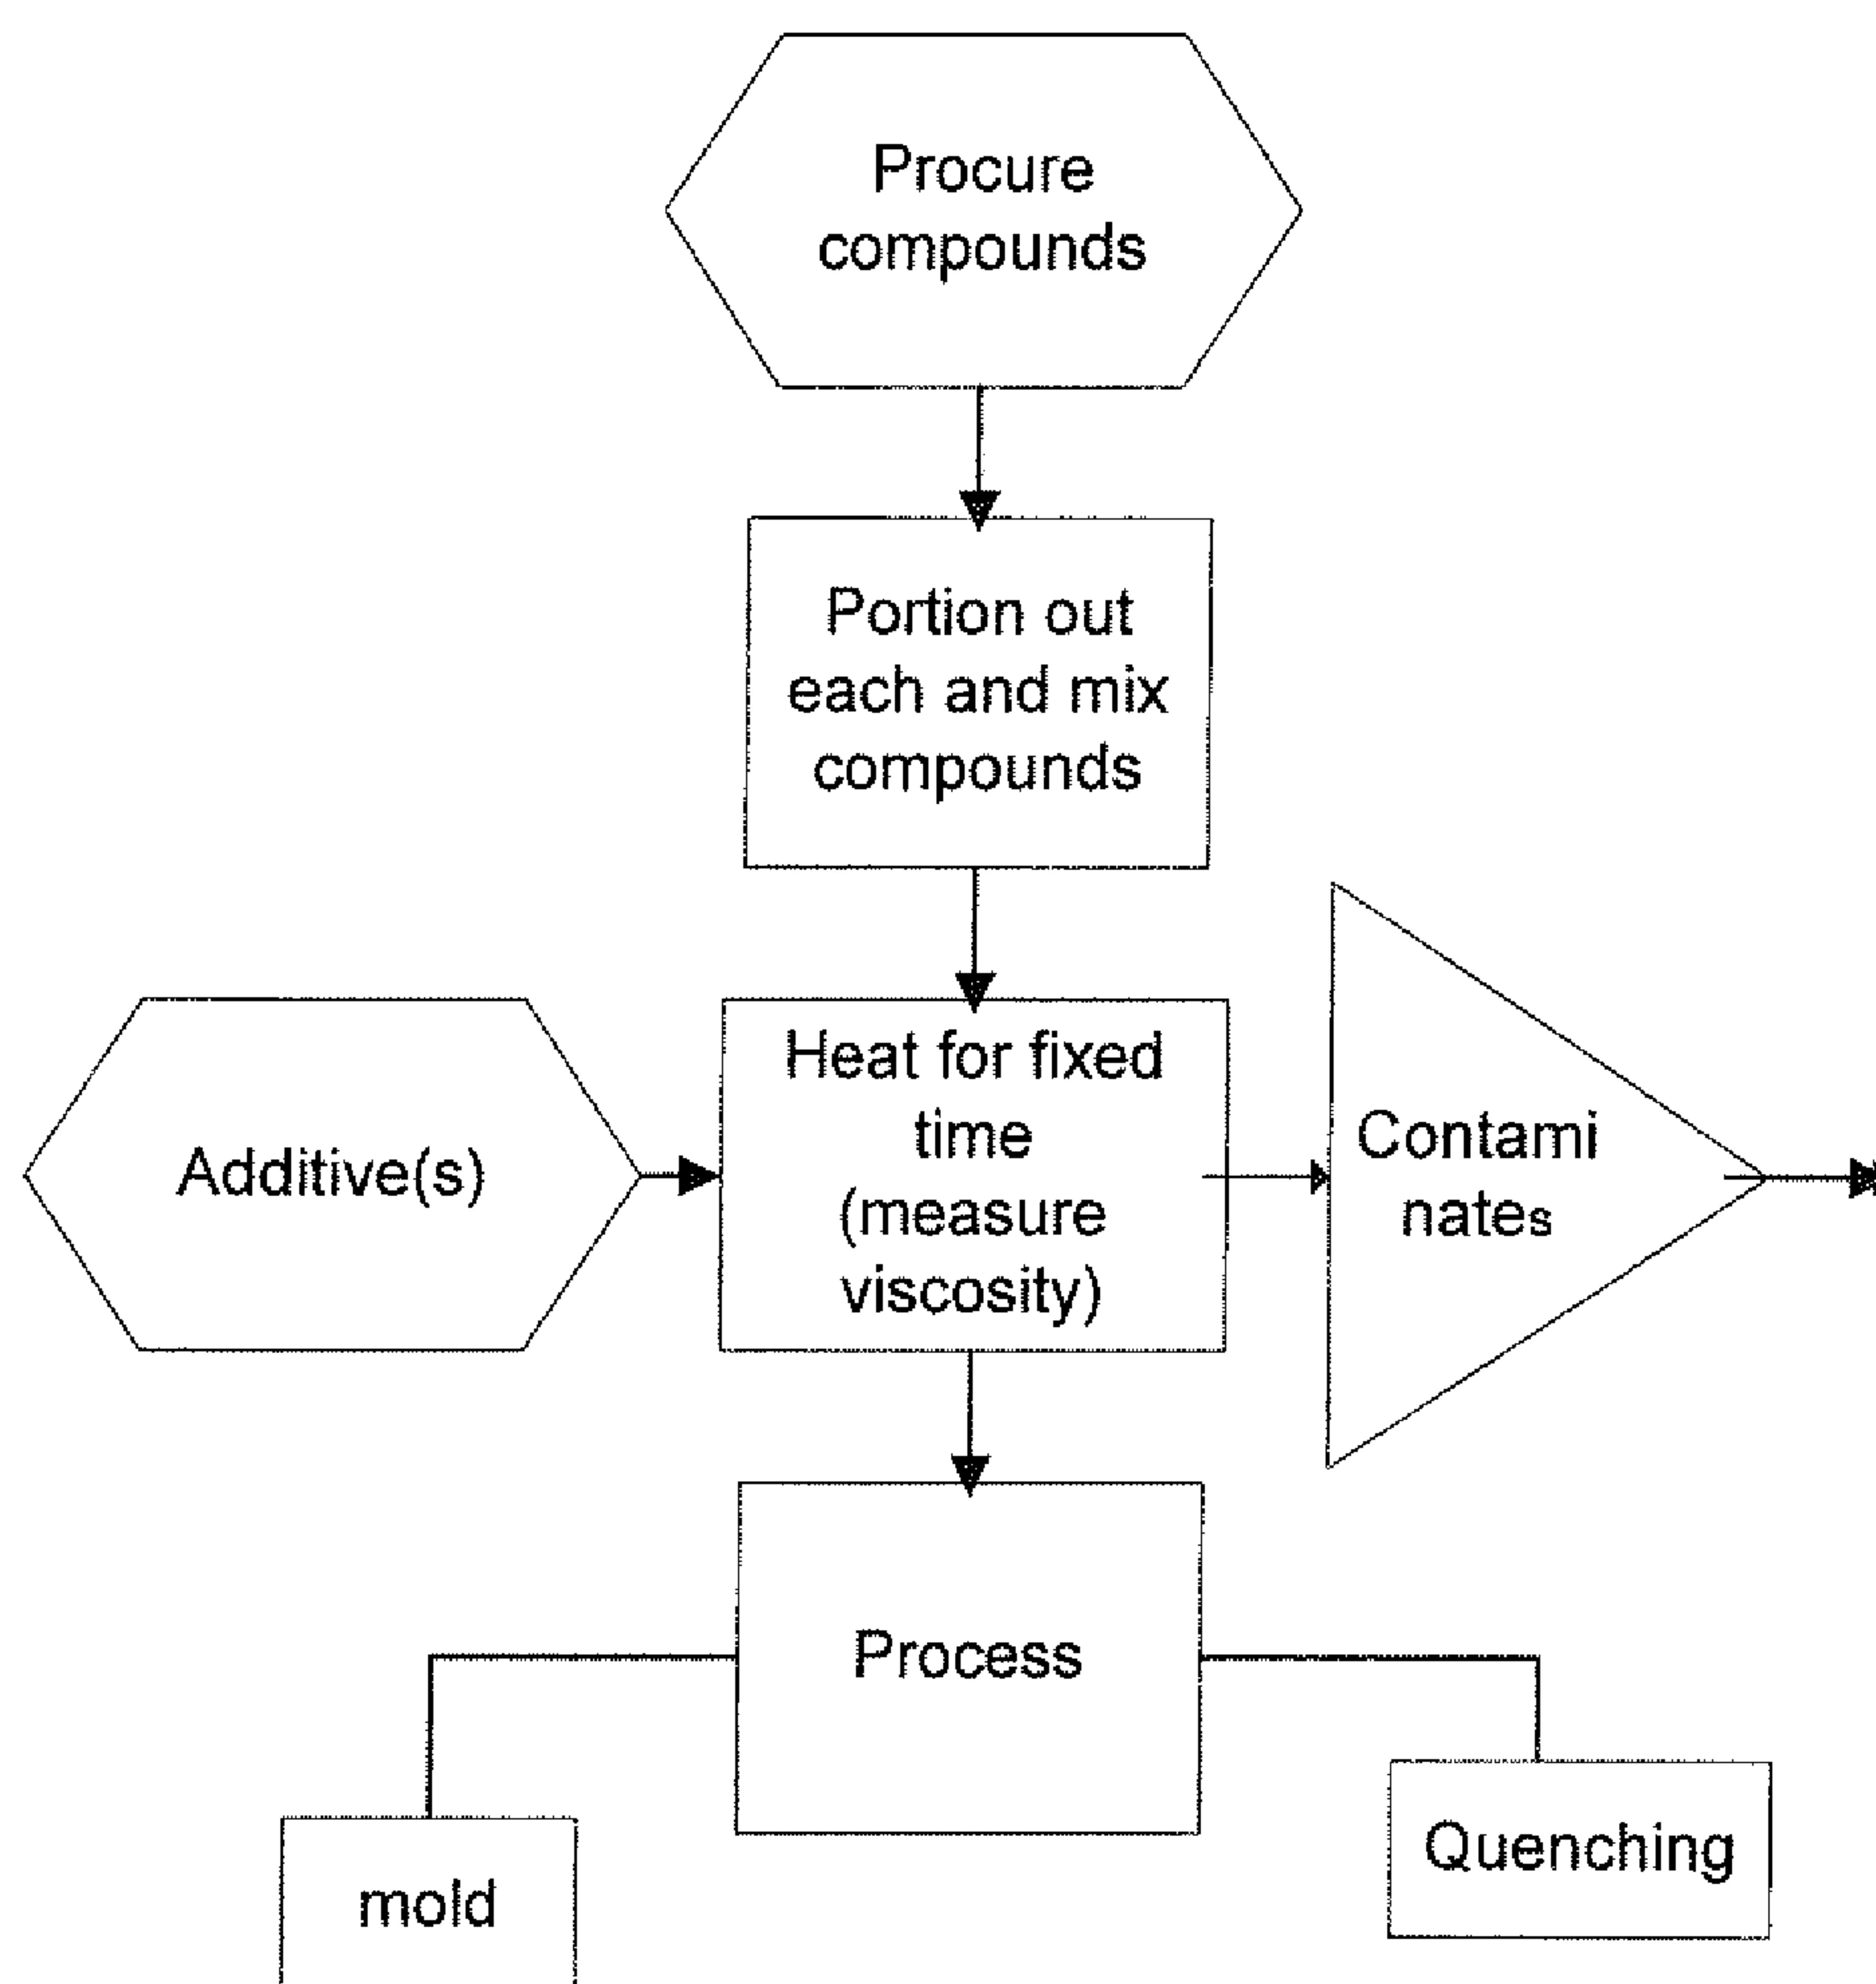 Procure
compounds
Portion out
each and mix
compounds
Additive(s)
Heat for fixed
time
(measure
viscosity)
Contami
nates
Process
mold
Quenching